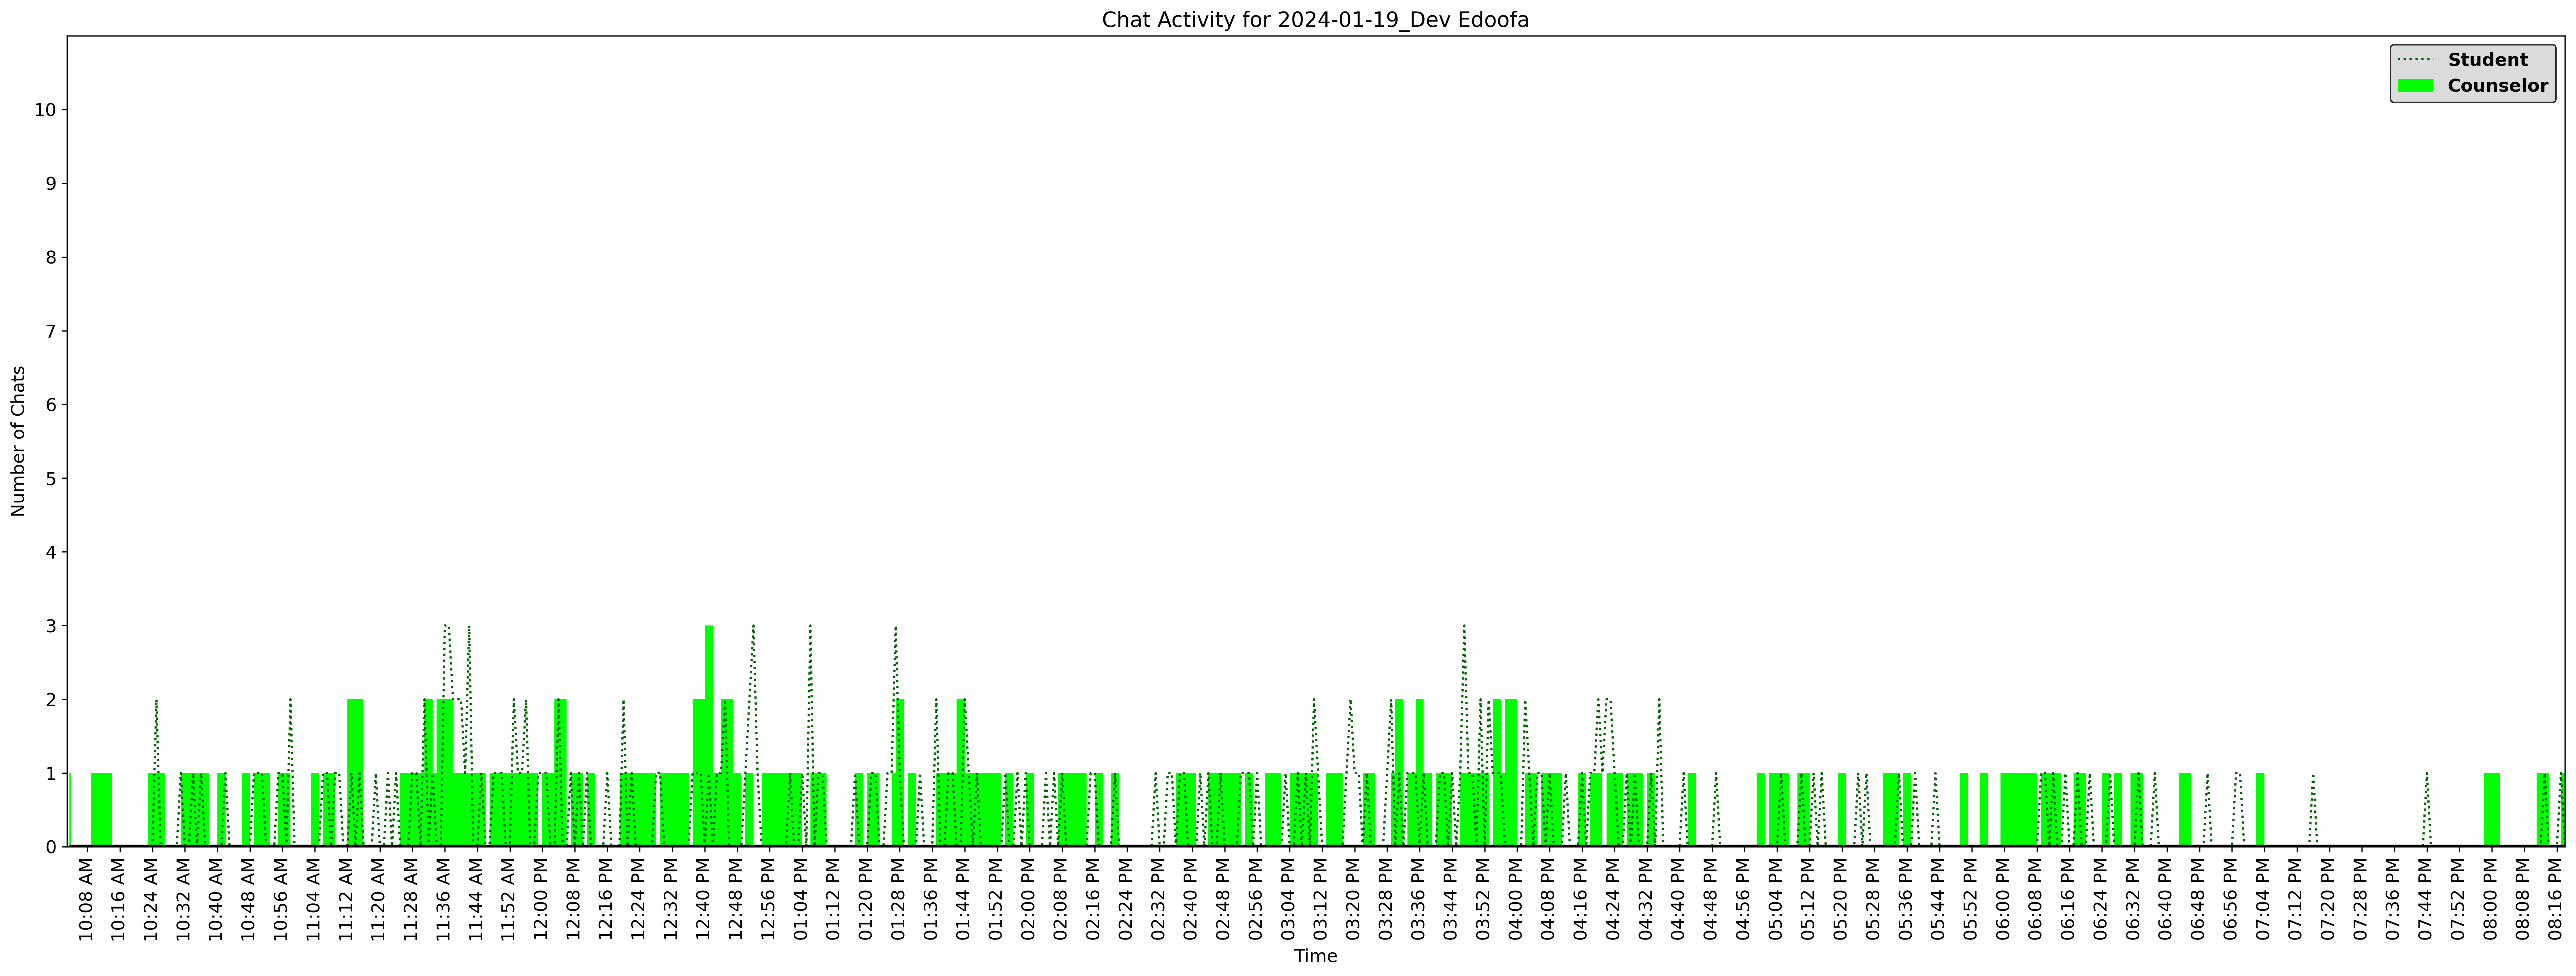 Chat Activity for 2024-01-19_Dev Edoofa
Student
Counselor
Number of Chats
10
9
8
7
6
5
4
3
2
1
0
10:08 AM
10:16 AM
10:24 AM
10:32 AM
10:40 AM
10:48 AM
10:56 AM
11:04 AM
11:12 AM
11:20 AM
11:28 AM
11:36 AM
11:44 AM
11:52 AM
12:00 PM
12:08 PM
12:16 PM
12:24 PM
12:32 PM
12:40 PM
12:48 PM
12:56 PM
01:04 PM
01:12 PM
01:20 PM
01:28 PM
01:36 PM
01:44 PM
01:52 PM
02:00 PM
02:08 PM
02:16 PM
02:24 PM
02:32 PM
02:40 PM
02:48 PM
02:56 PM
03:04 PM
03:12 PM
03:20 PM
03:28 PM
03:36 PM
03:44 PM
03:52 PM
04:00 PM
04:08 PM
04:16 PM
04:24 PM
04:32 PM
04:40 PM
04:48 PM
04:56 PM
05:04 PM
05:12 PM
05:20 PM
05:28 PM
05:36 PM
05:44 PM
05:52 PM
06:00 PM
06:08 PM
06:16 PM
06:24 PM
06:32 PM
06:40 PM
06:48 PM
06:56 PM
07:04 PM
07:12 PM
07:20 PM
07:28 PM
07:36 PM
07:44 PM
07:52 PM
08:00 PM
08:08 PM
08:16 PM
Time